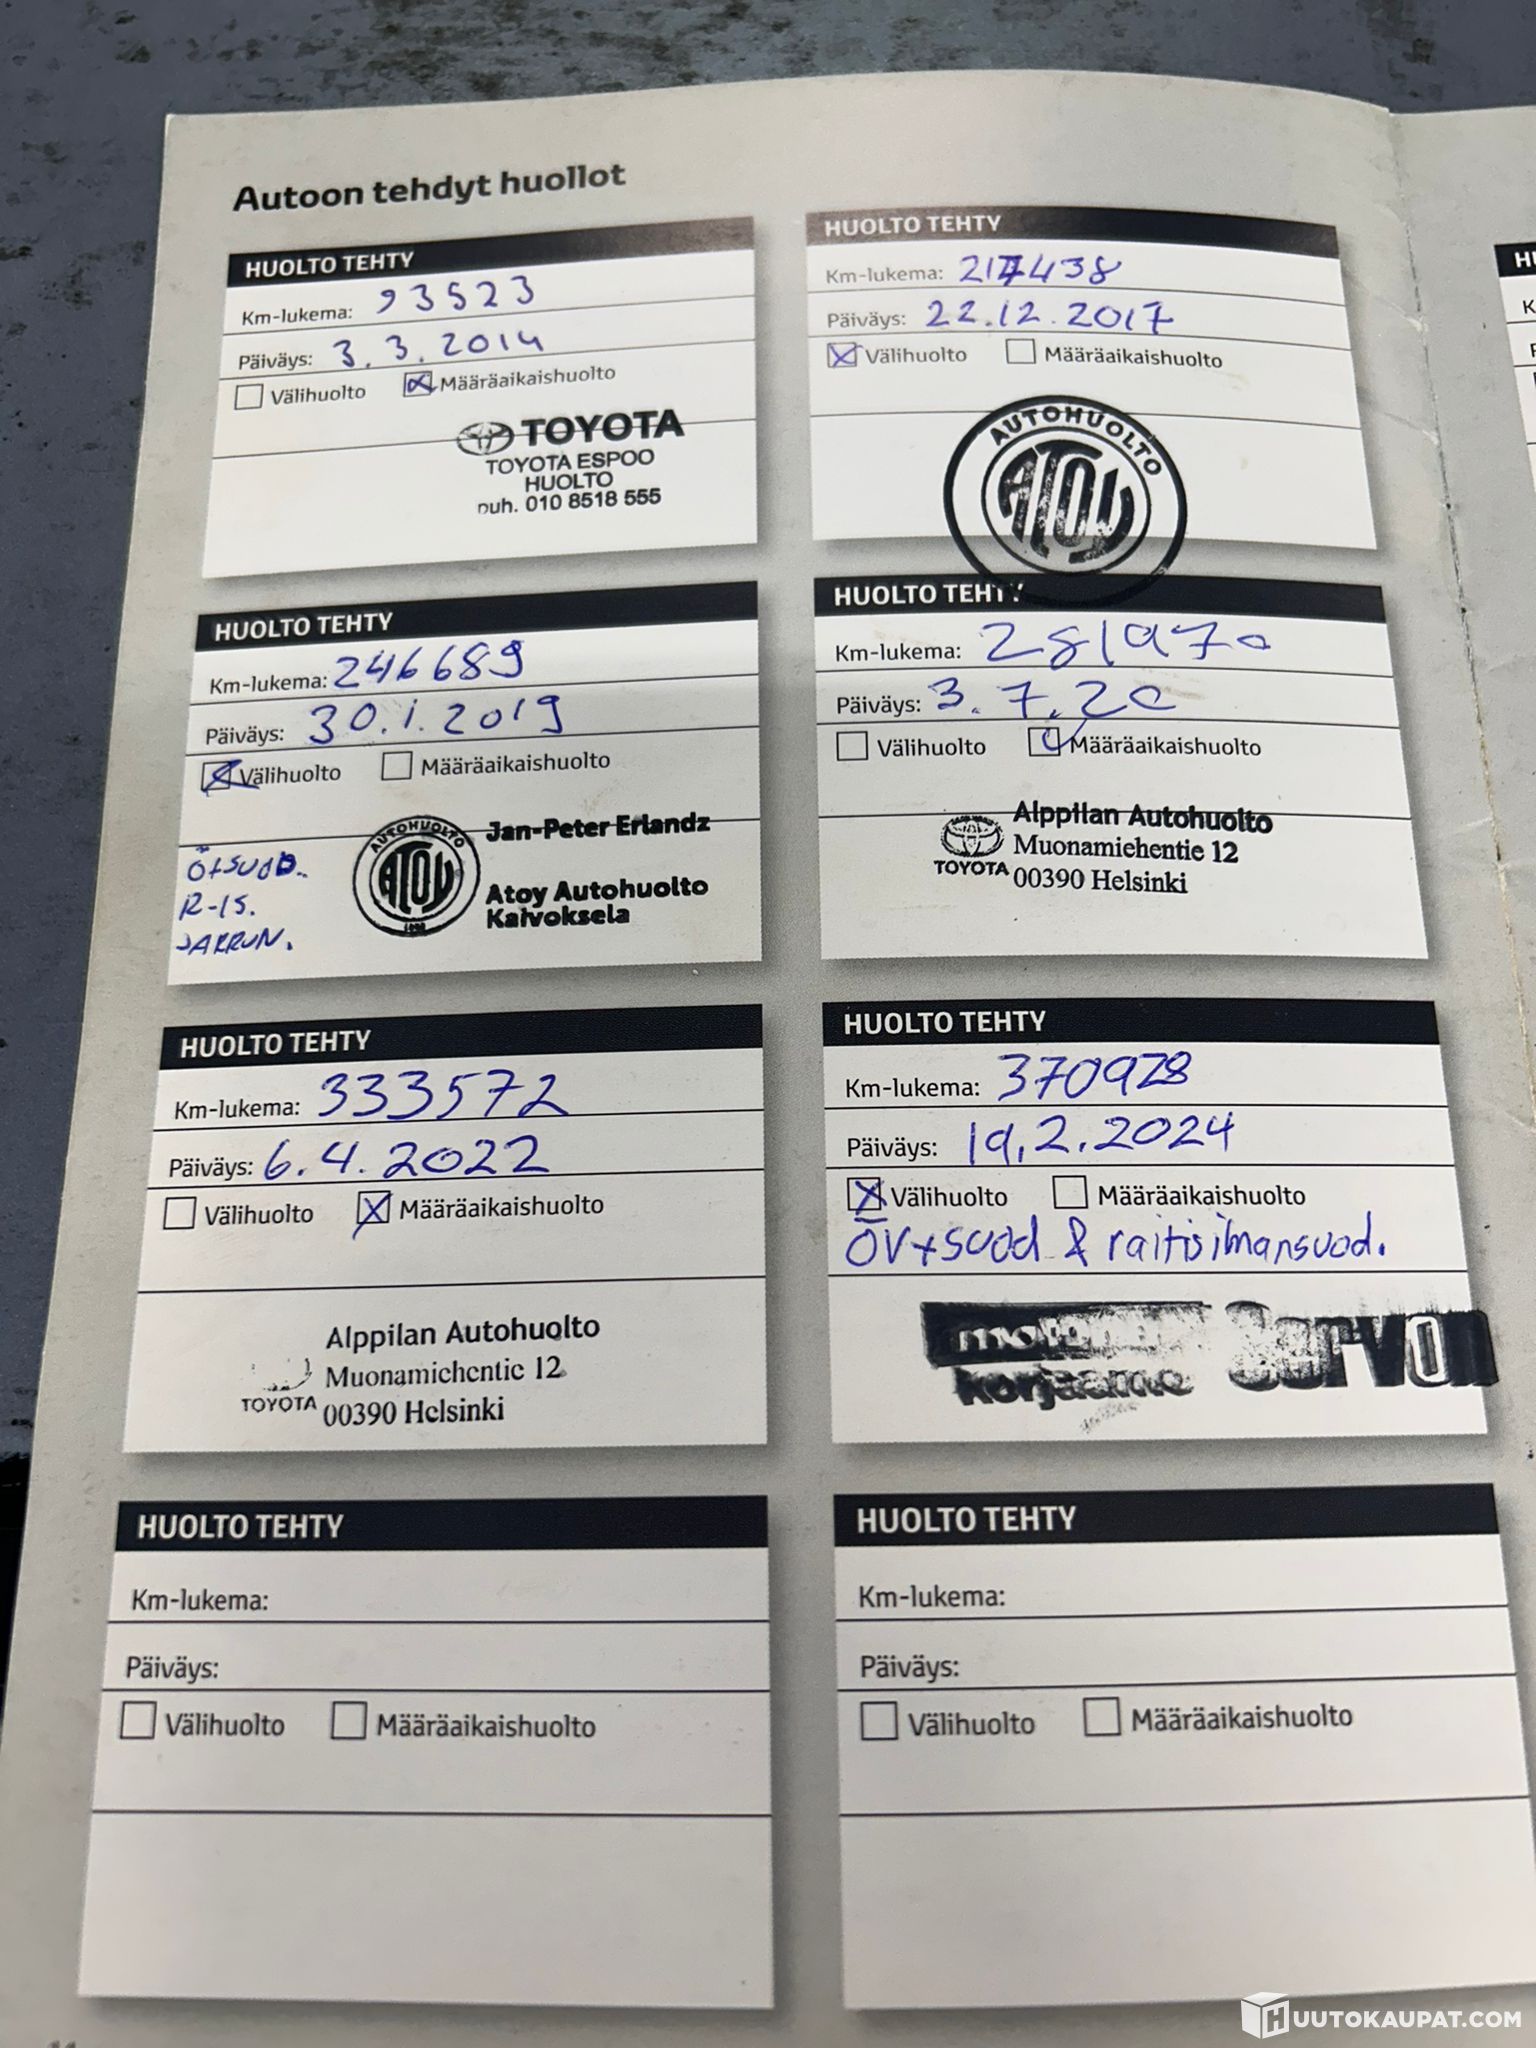 Autoon tehdyt huollot
HUOLTO TEHTY
Km-lukema: 93523
Päiväys: 3.3.2014
Välihuolto Määräaikaishuolto
TOYOTA
TOYOTA ESPOO
HUOLTO
puh. 010 8518 555
HUOLTO TEHTY
Km-lukema: 217438
Päiväys: 22.12.2017
Välihuolto Määräaikaishuolto
AUTOHUOLTO
ATOY
HUOLTO TEHTY
Km-lukema: 246689
Päiväys: 30.1.2019
Välihuolto Määräaikaishuolto
Ö+SUOD.
R-IS.
JARRUN.
AUTOHUOLTO
ATOY
Jan-Peter Erlandz
Atoy Autohuolto
Kaivoksela
HUOLTO TEHTY
Km-lukema: 281970
Päiväys: 3.7.20
Välihuolto Määräaikaishuolto
TOYOTA
Alppilan Autohuolto
Muonamiehentie 12
00390 Helsinki
HUOLTO TEHTY
Km-lukema: 333572
Päiväys: 6.4.2022
Välihuolto Määräaikaishuolto
TOYOTA
Alppilan Autohuolto
Muonamiehentie 12
00390 Helsinki
HUOLTO TEHTY
Km-lukema: 370928
Päiväys: 19.2.2024
Välihuolto Määräaikaishuolto
ÖV+suod & raitisilmansuod.
korjaamo
HUOLTO TEHTY
Km-lukema:
Päiväys:
Välihuolto Määräaikaishuolto
HUOLTO TEHTY
Km-lukema:
Päiväys:
Välihuolto Määräaikaishuolto
HUUTOKAUPAT.COM